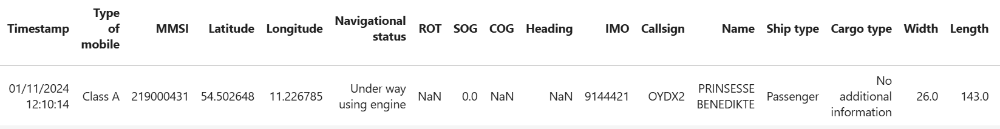 Timestamp Type of mobile MMSI Latitude Longitude Navigational status ROT SOG COG Heading IMO Callsign Name Ship type Cargo type Width Length
01/11/2024 12:10:14 Class A 219000431 54.502648 11.226785 Under way using engine NaN 0.0 NaN NaN 9144421 OYDX2 PRINSESSE BENEDIKTE Passenger No additional information 26.0 143.0